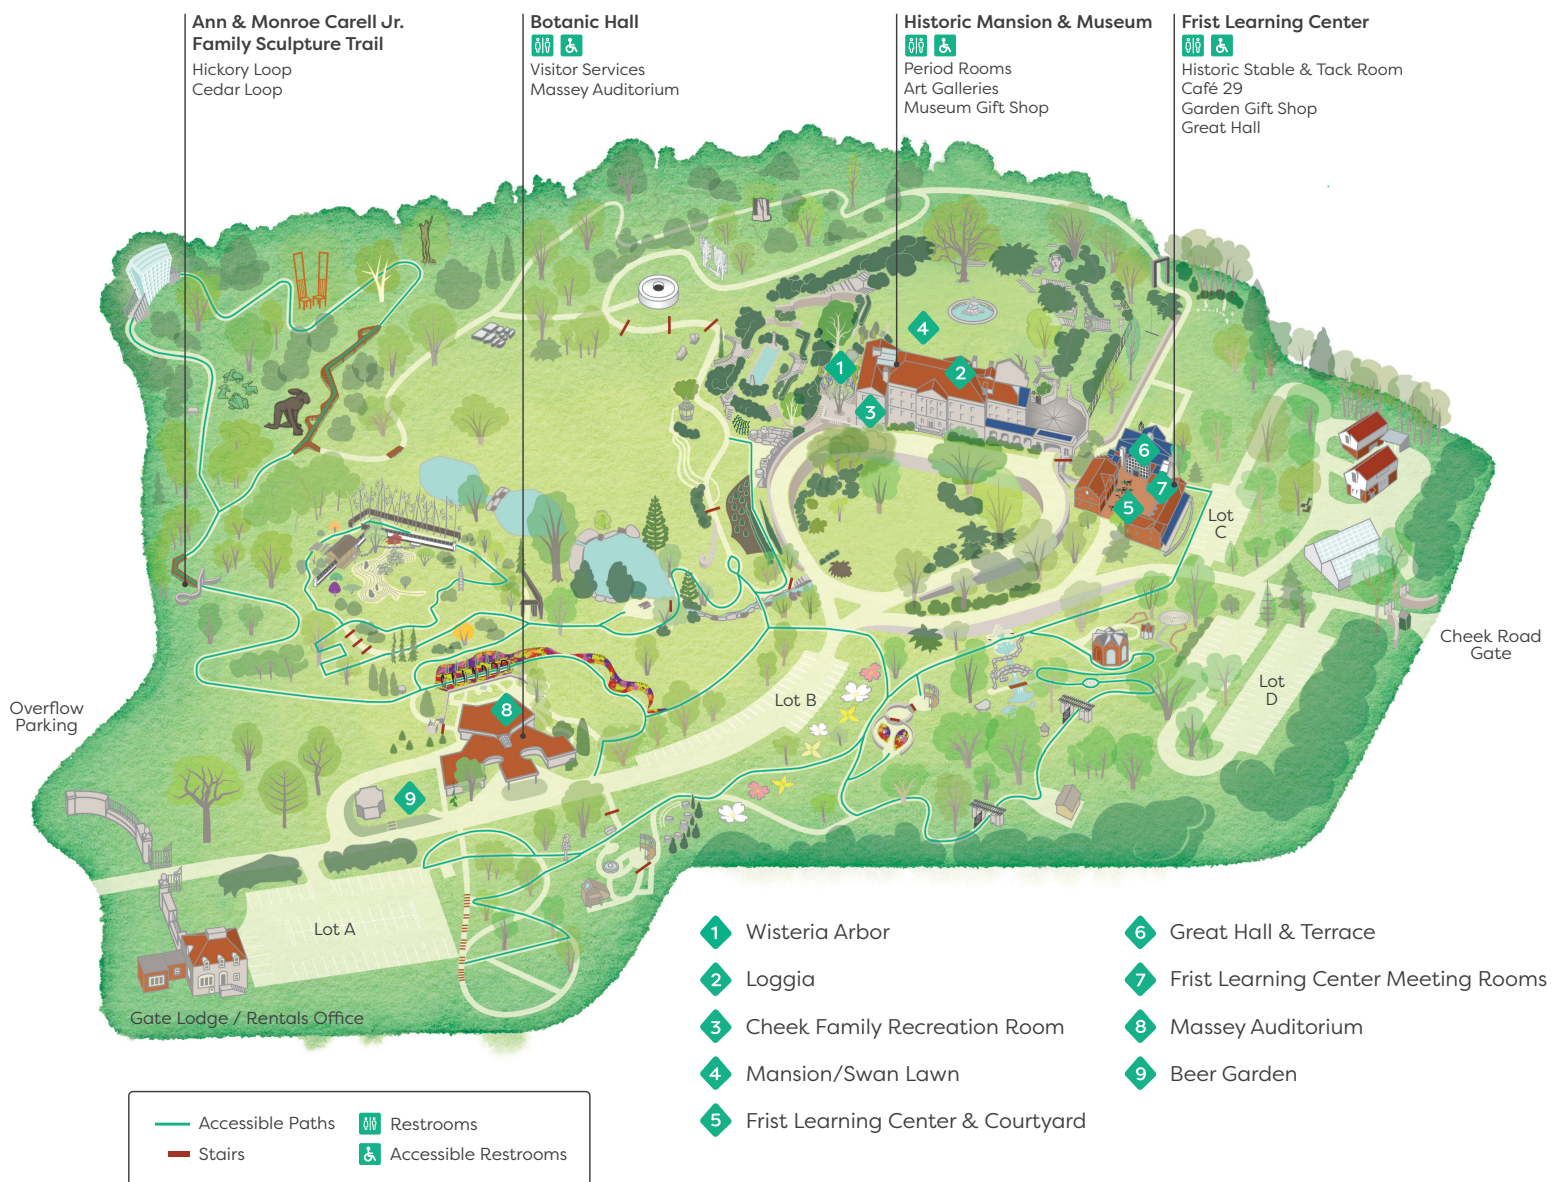 Ann & Monroe Carell Jr.
Family Sculpture Trail
Hickory Loop
Cedar Loop
Botanic Hall
Visitor Services
Massey Auditorium
Historic Mansion & Museum
Period Rooms
Art Galleries
Museum Gift Shop
Frist Learning Center
Historic Stable & Tack Room
Café 29
Garden Gift Shop
Great Hall
4
1
2
3
6
7
5
Lot
C
Cheek Road
Gate
Lot
D
Lot B
Overflow
Parking
8
9
Lot A
Gate Lodge / Rentals Office
1 Wisteria Arbor
2 Loggia
3 Cheek Family Recreation Room
4 Mansion/Swan Lawn
5 Frist Learning Center & Courtyard
6 Great Hall & Terrace
7 Frist Learning Center Meeting Rooms
8 Massey Auditorium
9 Beer Garden
Accessible Paths
Stairs
Restrooms
Accessible Restrooms